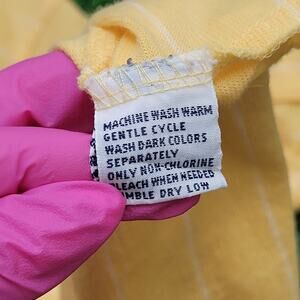 MACHINE WASH WARM
GENTLE CYCLE
WASH DARK COLORS
SEPARATELY
ONLY NON-CHLORINE
BLEACH WHEN NEEDED
TUMBLE DRY LOW